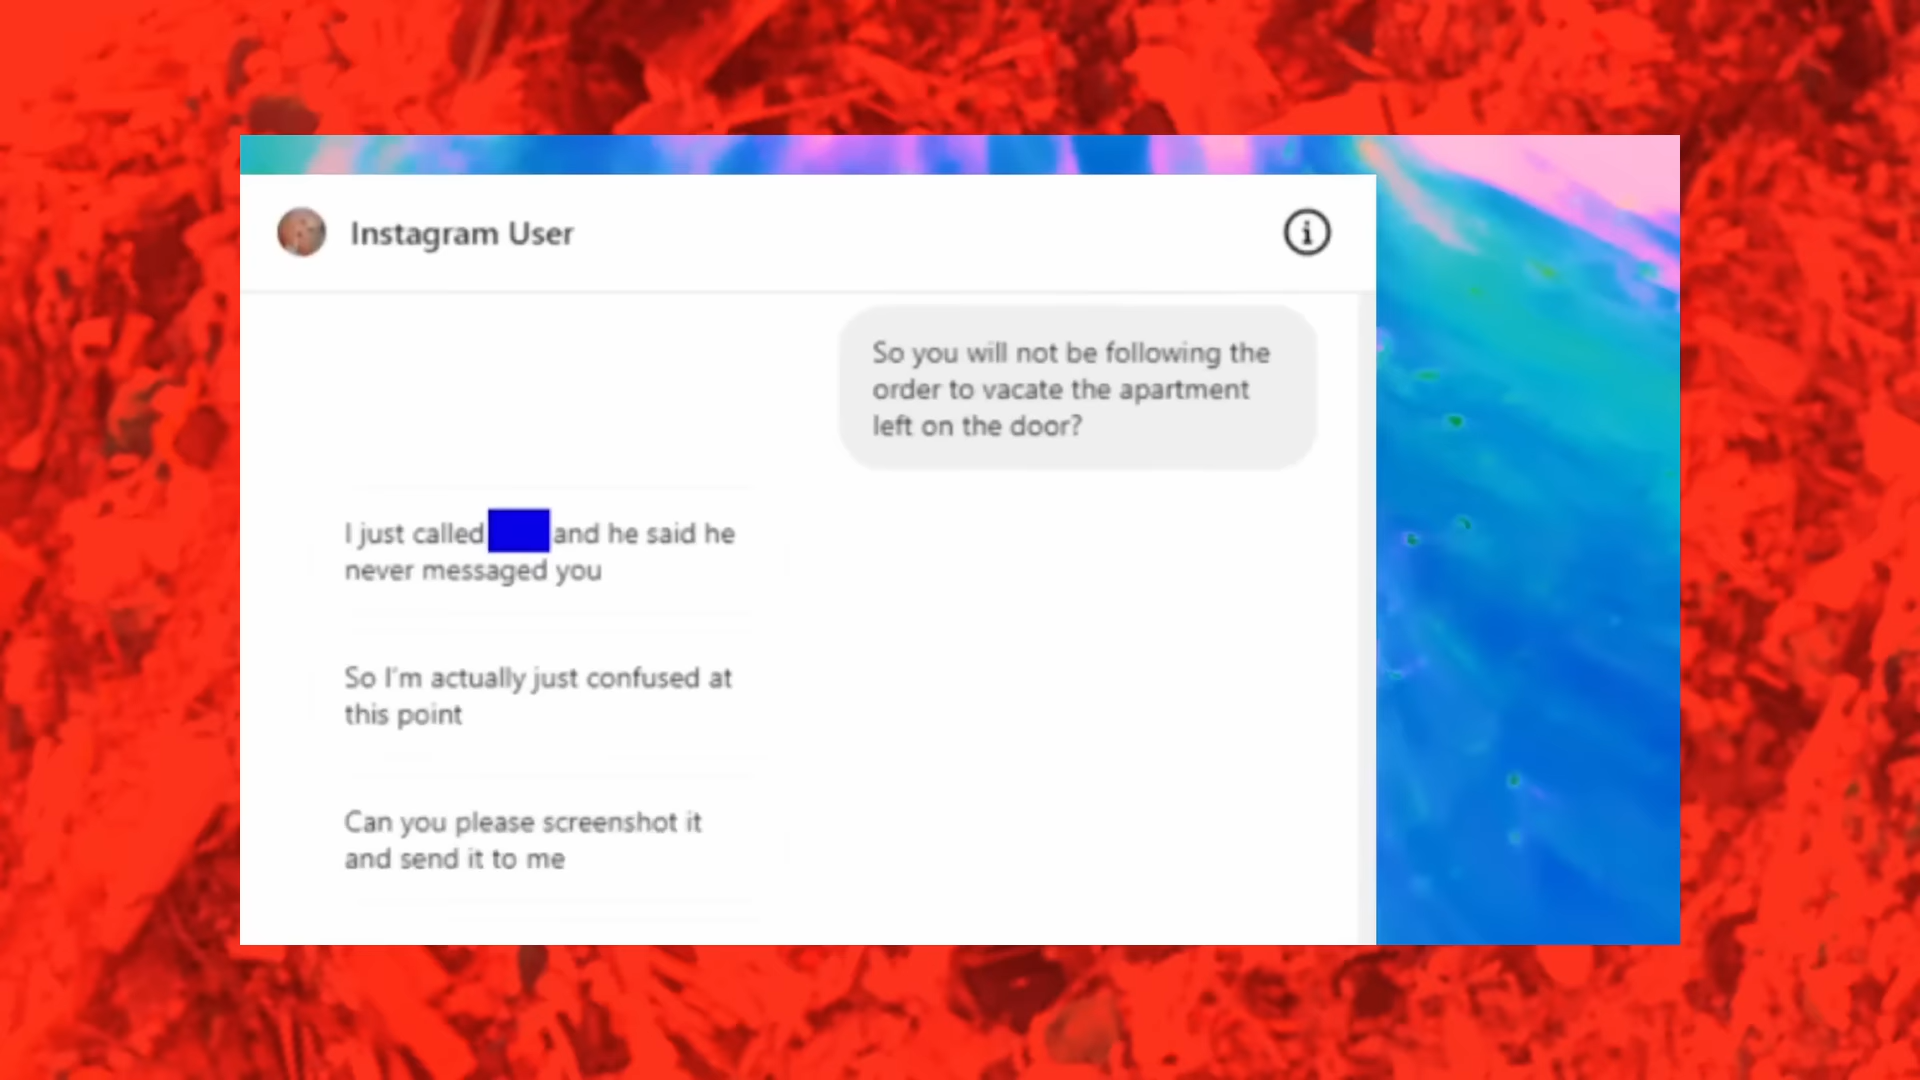 Instagram User
So you will not be following the
order to vacate the apartment
left on the door?
I just called and he said he
never messaged you
So I'm actually just confused at
this point
Can you please screenshot it
and send it to me